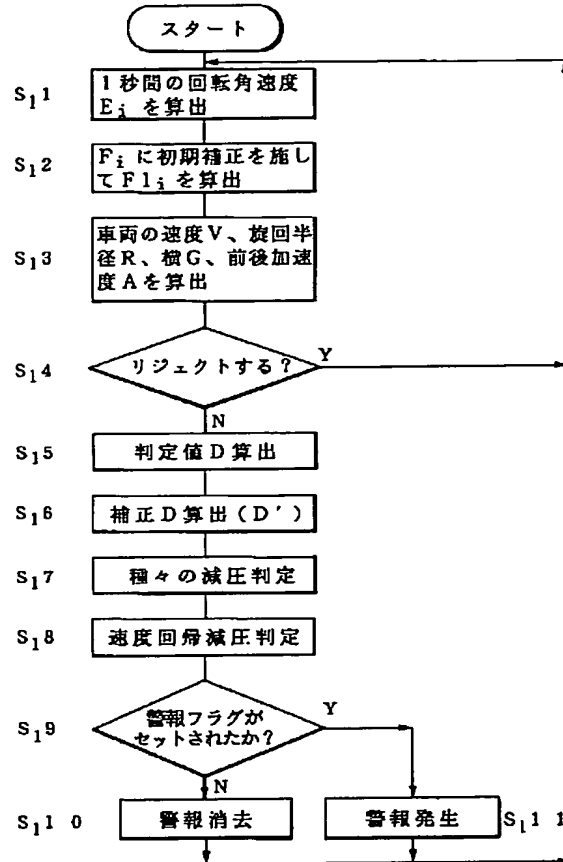 スタート
S₁1
1秒間の回転角速度
Eᵢ を算出
S₁2
Fᵢ に初期補正を施し
てF1ᵢ を算出
S₁3
車両の速度V、旋回半
径R、横G、前後加速
度Aを算出
S₁4
リジェクトする?
Y
N
S₁5
判定値D算出
S₁6
補正D算出(D′)
S₁7
種々の減圧判定
S₁8
速度回帰減圧判定
S₁9
警報フラグが
セットされたか?
Y
N
S₁1 0
警報消去
警報発生
S₁1 1